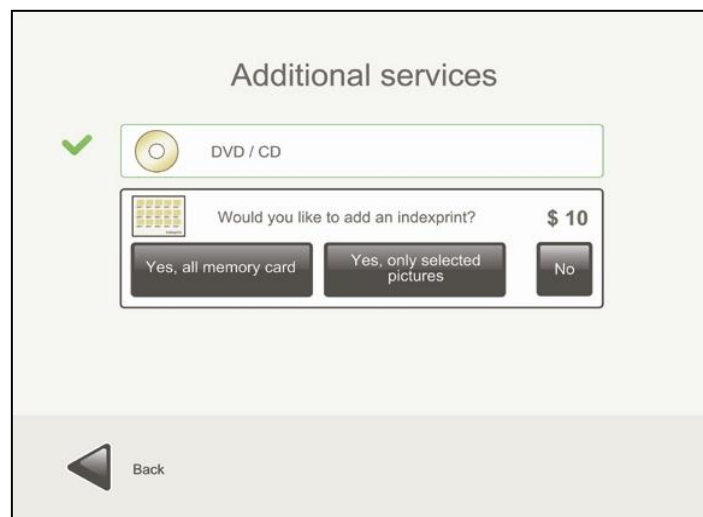 Additional services
DVD / CD
Would you like to add an indexprint?
$ 10
Yes, all memory card
Yes, only selected
pictures
No
Back